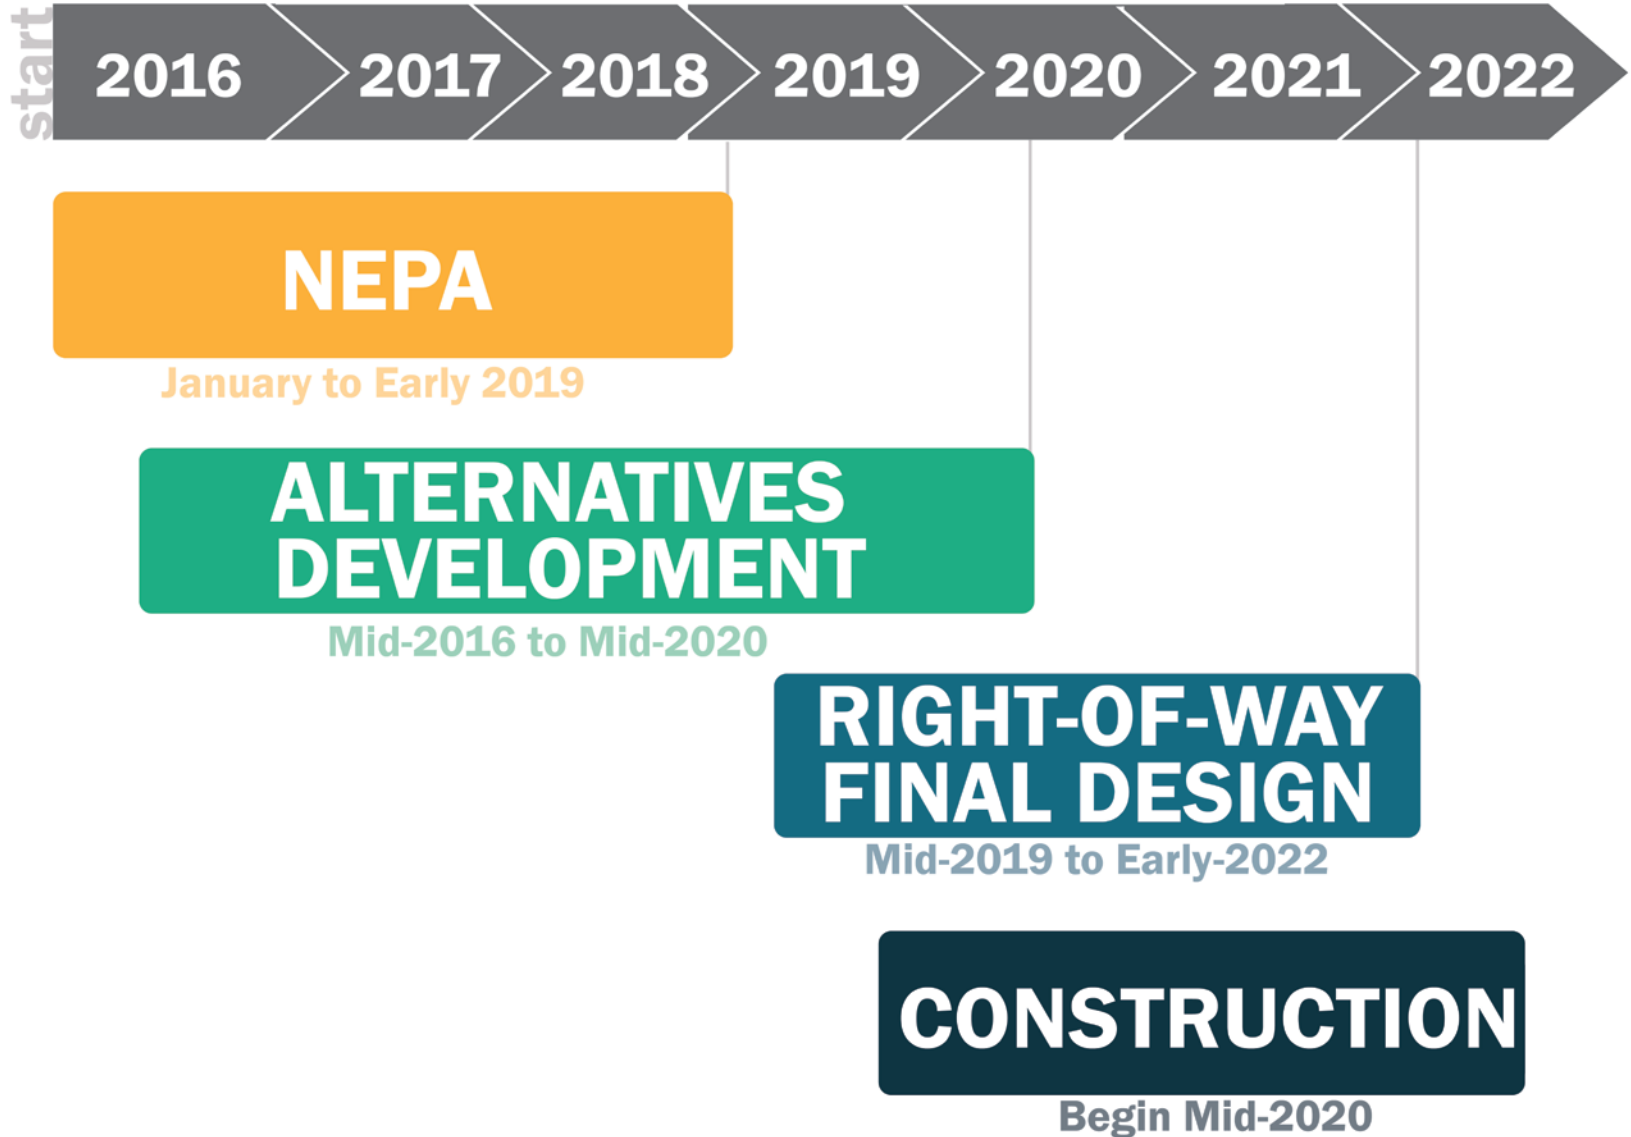 start
2016 2017 2018 2019 2020 2021 2022
NEPA
January to Early 2019
ALTERNATIVES
DEVELOPMENT
Mid-2016 to Mid-2020
RIGHT-OF-WAY
FINAL DESIGN
Mid-2019 to Early-2022
CONSTRUCTION
Begin Mid-2020